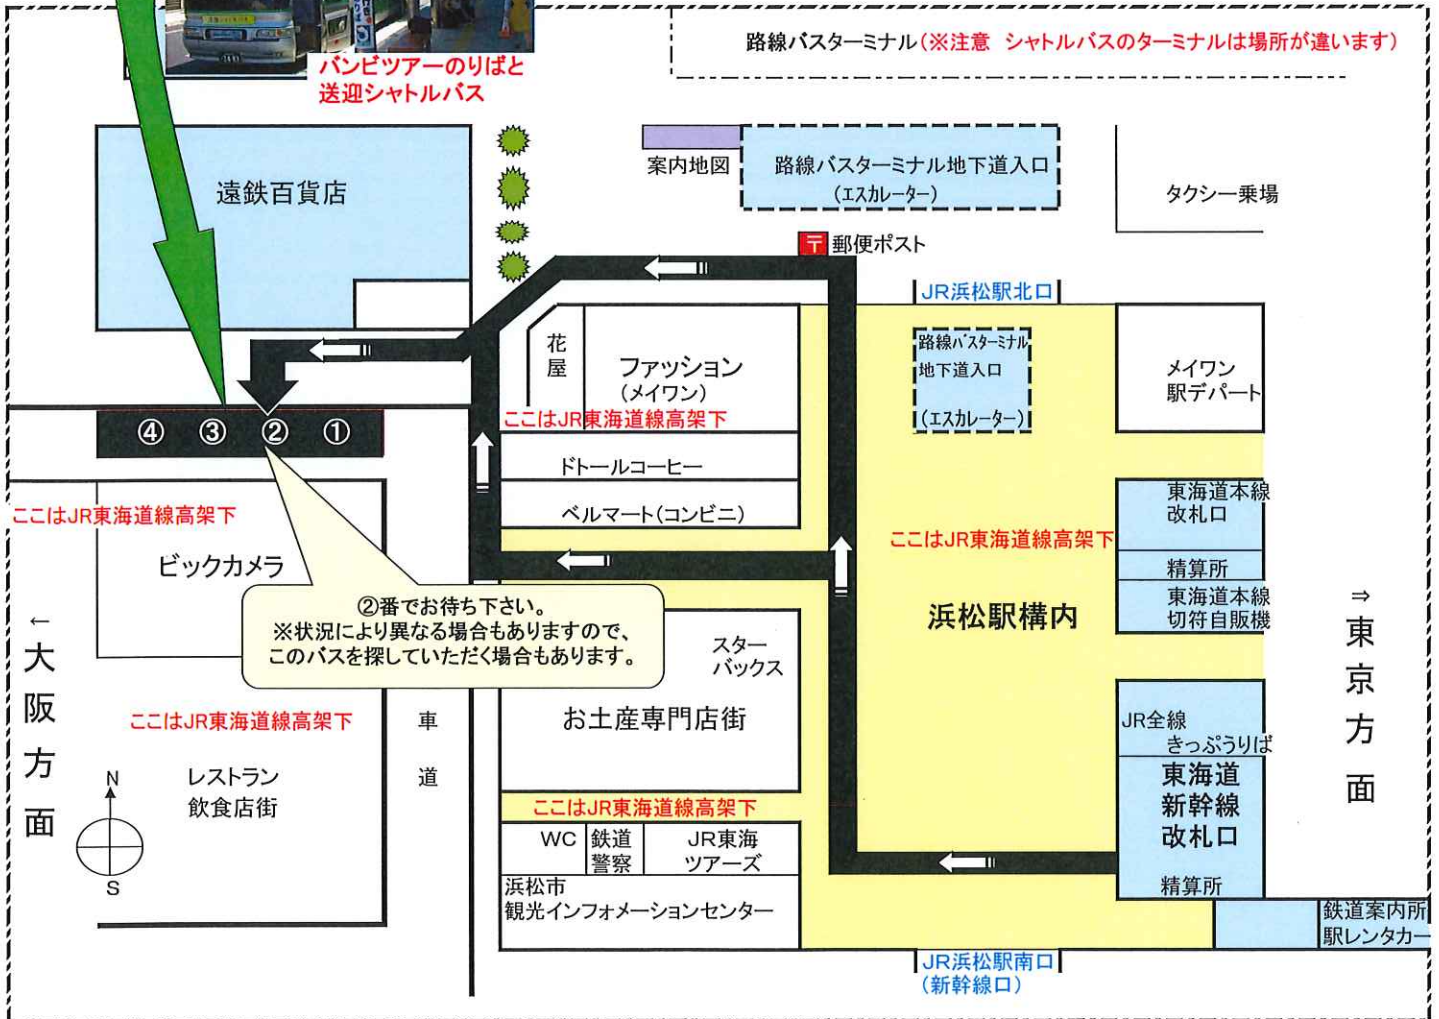 バンビツアーのりばと
送迎シャトルバス
路線バスターミナル(※注意 シャトルバスのターミナルは場所が違います)
遠鉄百貨店
案内地図
路線バスターミナル地下道入口
(エスカレーター)
タクシー乗場
〒郵便ポスト
JR浜松駅北口
路線バスターミナル
地下道入口
(エスカレーター)
花屋
ファッション
(メイワン)
メイワン
駅デパート
ここはJR東海道線高架下
④ ③ ② ①
ドトールコーヒー
ベルマート(コンビニ)
ここはJR東海道線高架下
ビックカメラ
ここはJR東海道線高架下
東海道本線
改札口
精算所
東海道本線
切符自販機
②番でお待ち下さい。
※状況により異なる場合もありますので、
このバスを探していただく場合もあります。
浜松駅構内
スター
バックス
お土産専門店街
←大阪方面
⇒東京方面
ここはJR東海道線高架下
車道
レストラン
飲食店街
N
S
JR全線
きっぷうりば
東海道
新幹線
改札口
精算所
ここはJR東海道線高架下
WC
鉄道
警察
JR東海
ツアーズ
浜松市
観光インフォメーションセンター
鉄道案内所
駅レンタカー
JR浜松駅南口
(新幹線口)